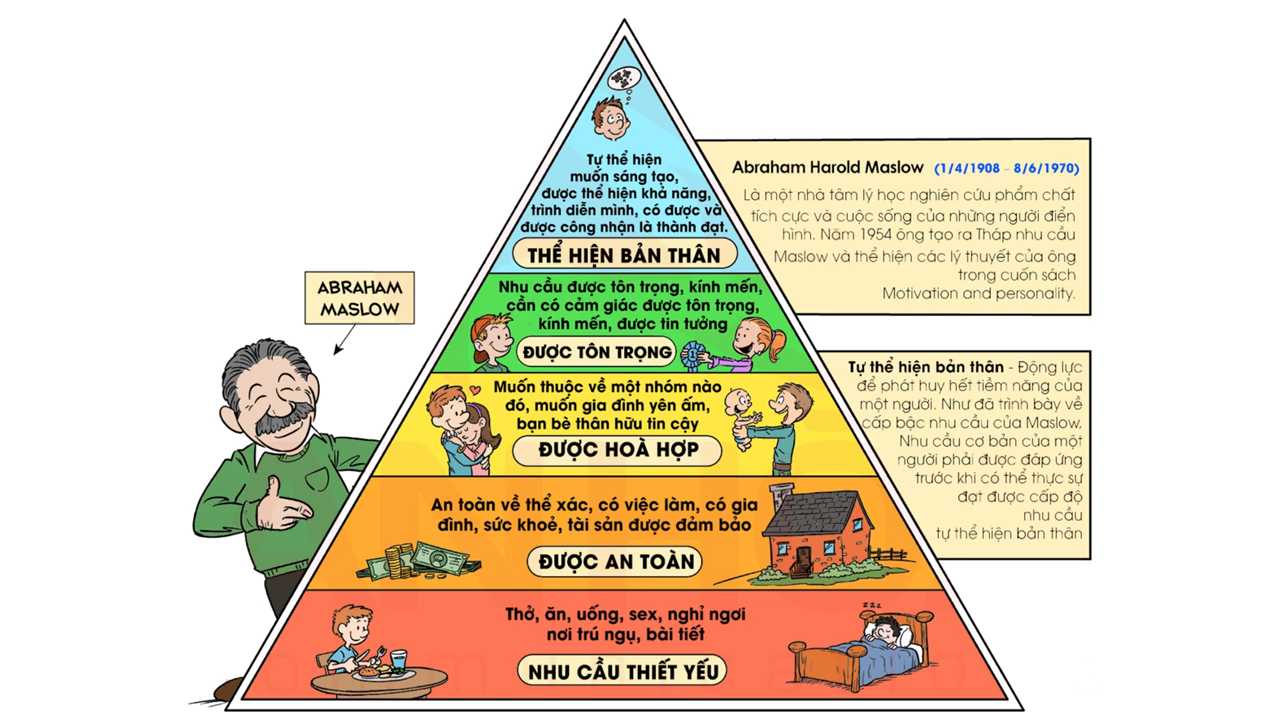 Tự thể hiện
muốn sáng tạo,
được thể hiện khả năng,
trình diễn mình, có được và
được công nhận là thành đạt.
THỂ HIỆN BẢN THÂN
Nhu cầu được tôn trọng, kính mến,
cần có cảm giác được tôn trọng,
kính mến, được tin tưởng
ĐƯỢC TÔN TRỌNG
1
Muốn thuộc về một nhóm nào
đó, muốn gia đình yên ấm,
bạn bè thân hữu tin cậy
ĐƯỢC HOÀ HỢP
An toàn về thể xác, có việc làm, có gia
đình, sức khoẻ, tài sản được đảm bảo
ĐƯỢC AN TOÀN
Thở, ăn, uống, sex, nghỉ ngơi
nơi trú ngụ, bài tiết
NHU CẦU THIẾT YẾU
z z z
ABRAHAM
MASLOW
Abraham Harold Maslow (1/4/1908 - 8/6/1970)
Là một nhà tâm lý học nghiên cứu phẩm chất
tích cực và cuộc sống của những người điển
hình. Năm 1954 ông tạo ra Tháp nhu cầu
Maslow và thể hiện các lý thuyết của ông
trong cuốn sách
Motivation and personality.
Tự thể hiện bản thân - Động lực
để phát huy hết tiềm năng của
một người. Như đã trình bày về
cấp bậc nhu cầu của Maslow,
Nhu cầu cơ bản của một
người phải được đáp ứng
trước khi có thể thực sự
đạt được cấp độ
nhu cầu
tự thể hiện bản thân